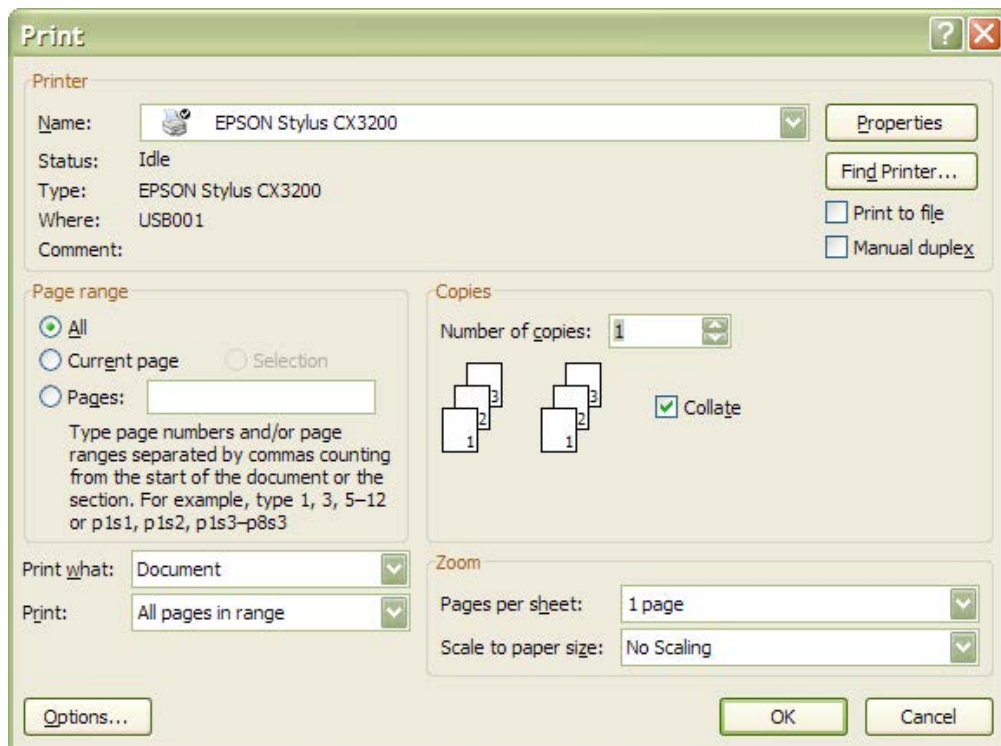 Print
Printer
Name: EPSON Stylus CX3200 Properties
Status: Idle
Find Printer...
Type: EPSON Stylus CX3200
Where: USB001 Print to file
Comment: Manual duplex
Page range
All
Current page Selection
Pages:
Type page numbers and/or page
ranges separated by commas counting
from the start of the document or the
section. For example, type 1, 3, 5–12
or p1s1, p1s2, p1s3–p8s3
Copies
Number of copies: 1
3 3
2 2
1 1
Collate
Print what: Document
Print: All pages in range
Zoom
Pages per sheet: 1 page
Scale to paper size: No Scaling
Options... OK Cancel